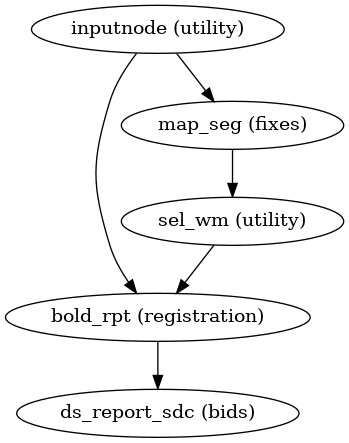 inputnode (utility)
map_seg (fixes)
sel_wm (utility)
bold_rpt (registration)
ds_report_sdc (bids)